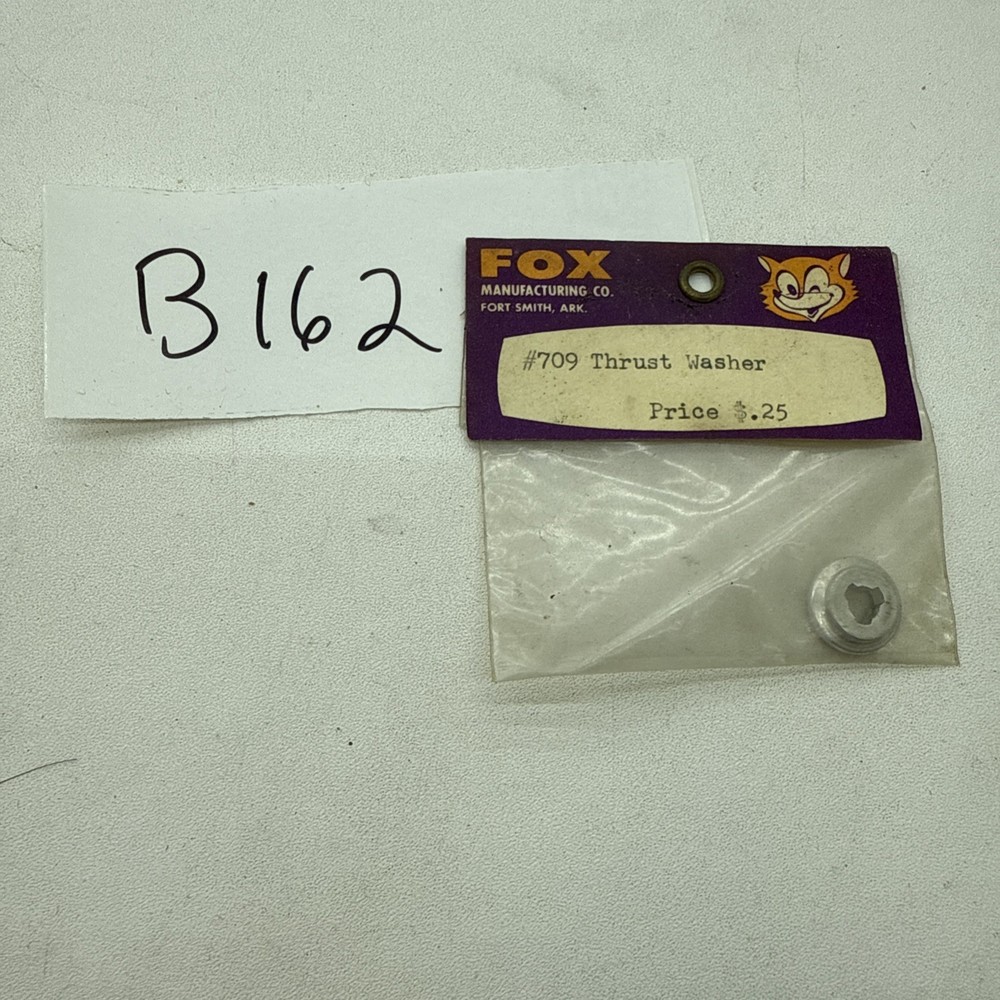 B162
FOX
MANUFACTURING CO.
FORT SMITH, ARK.
#709 Thrust Washer
Price $.25